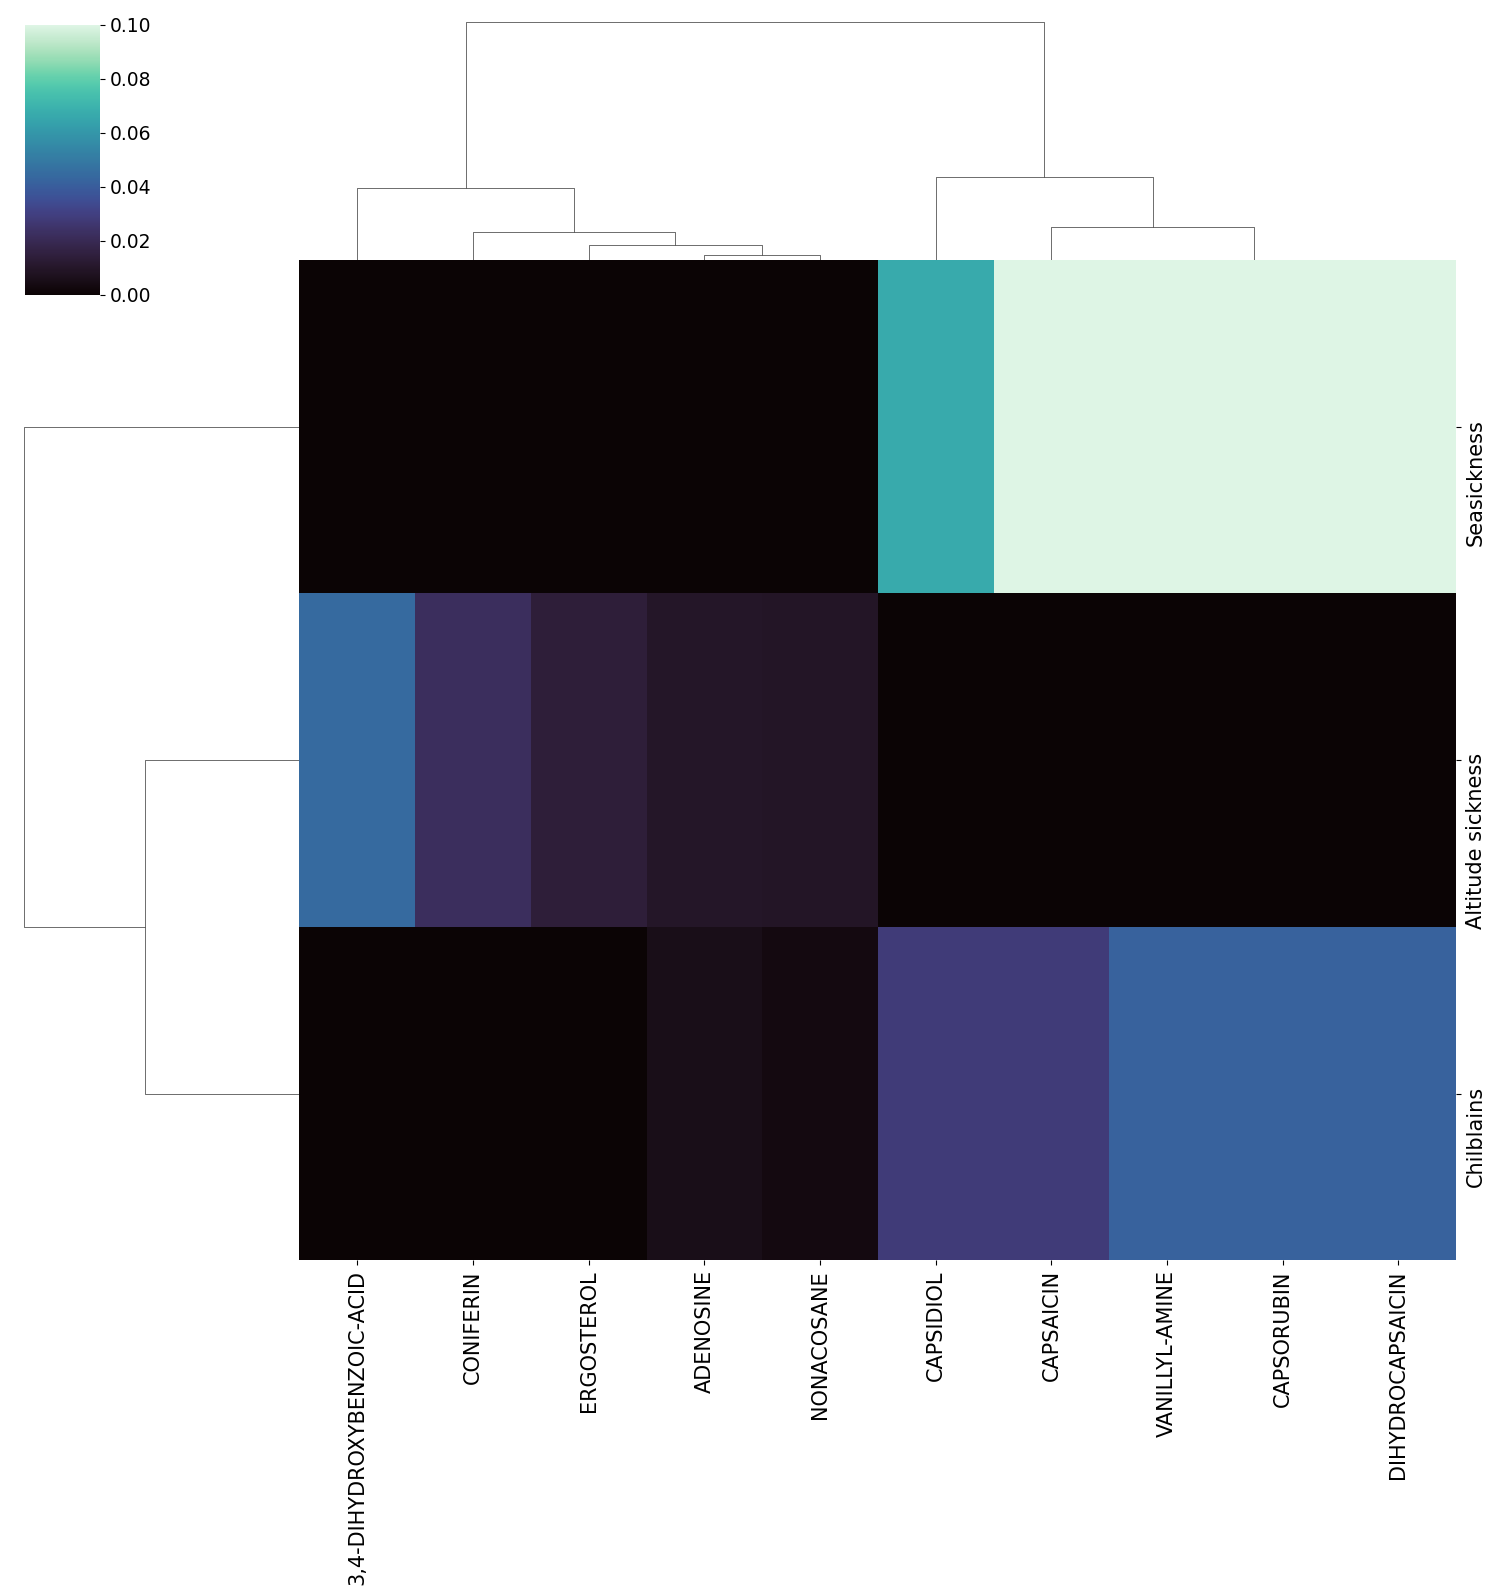 0.10
0.08
0.06
0.04
0.02
0.00
Seasickness
Altitude sickness
Chilblains
3,4-DIHYDROXYBENZOIC-ACID
CONIFERIN
ERGOSTEROL
ADENOSINE
NONACOSANE
CAPSIDIOL
CAPSAICIN
VANILLYL-AMINE
CAPSORUBIN
DIHYDROCAPSAICIN